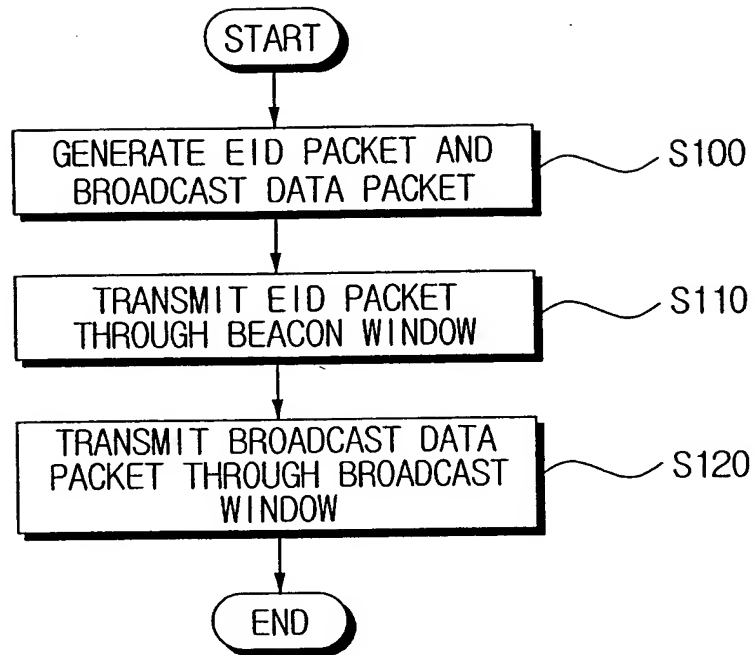 START
GENERATE EID PACKET AND
BROADCAST DATA PACKET
S100
TRANSMIT EID PACKET
THROUGH BEACON WINDOW
S110
TRANSMIT BROADCAST DATA
PACKET THROUGH BROADCAST
WINDOW
S120
END